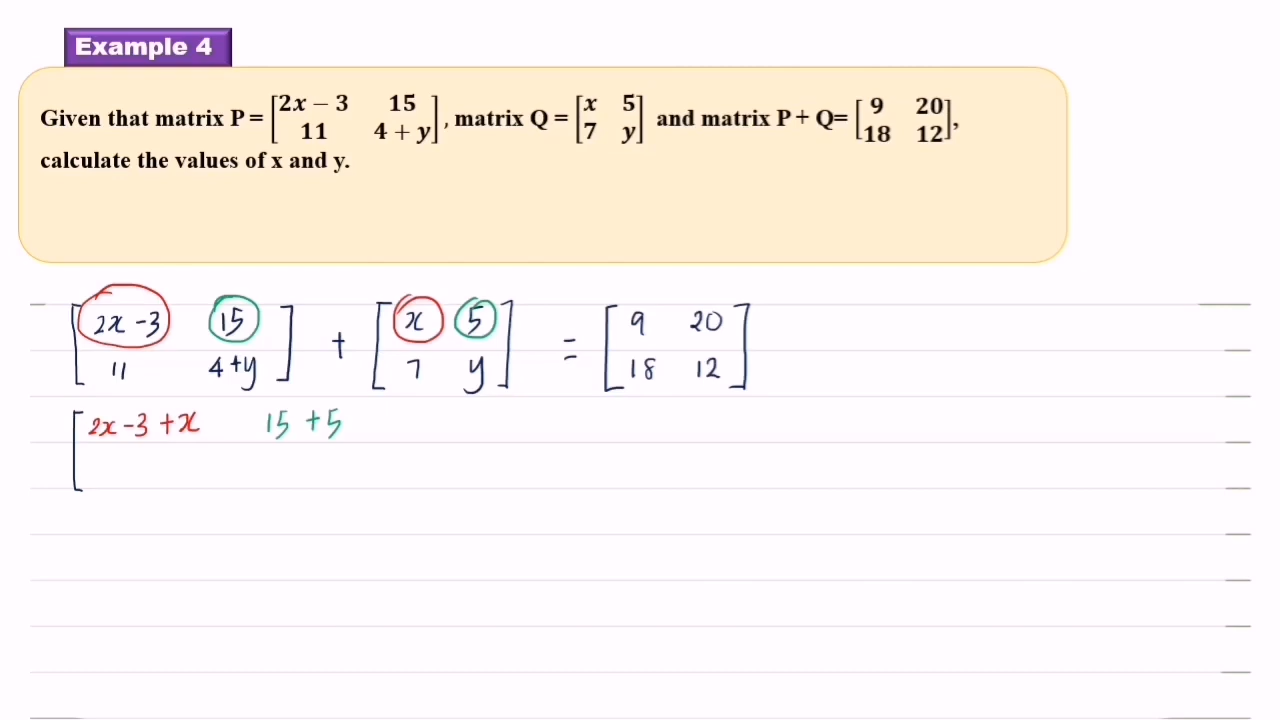 Example 4
Given that matrix P = [2x − 3 15], matrix Q = [x 5] and matrix P + Q= [9 20],
[11 4 + y] [7 y] [18 12]
calculate the values of x and y.
[2x -3 15] + [x 5] = [9 20]
[11 4+y] [7 y] [18 12]
[2x -3 +x 15 +5